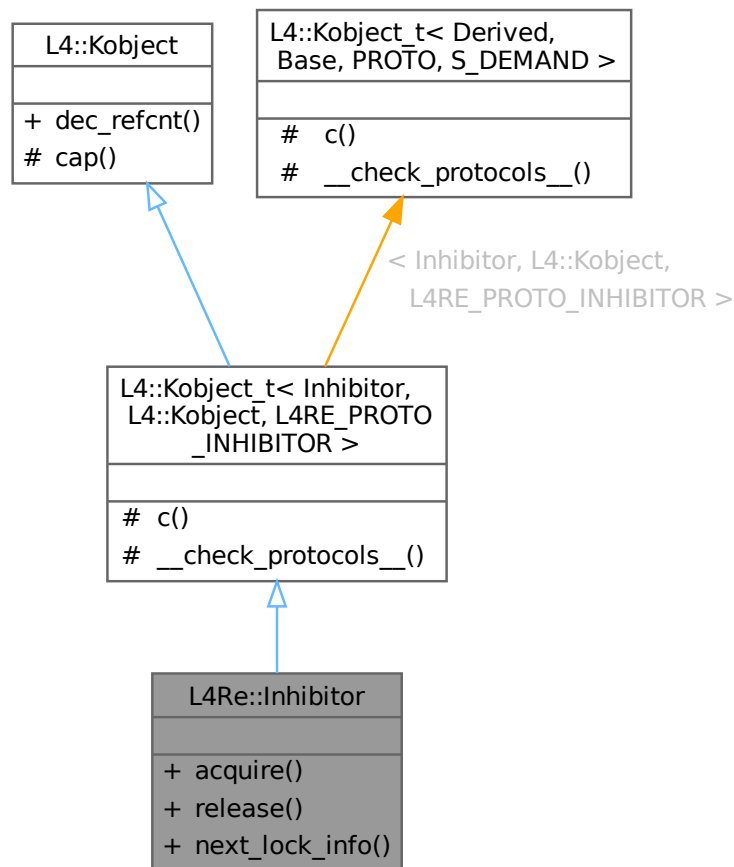 L4::Kobject
+ dec_refcnt()
# cap()
L4::Kobject_t< Derived,
Base, PROTO, S_DEMAND >
# c()
# __check_protocols__()
< Inhibitor, L4::Kobject,
L4RE_PROTO_INHIBITOR >
L4::Kobject_t< Inhibitor,
L4::Kobject, L4RE_PROTO
_INHIBITOR >
# c()
# __check_protocols__()
L4Re::Inhibitor
+ acquire()
+ release()
+ next_lock_info()